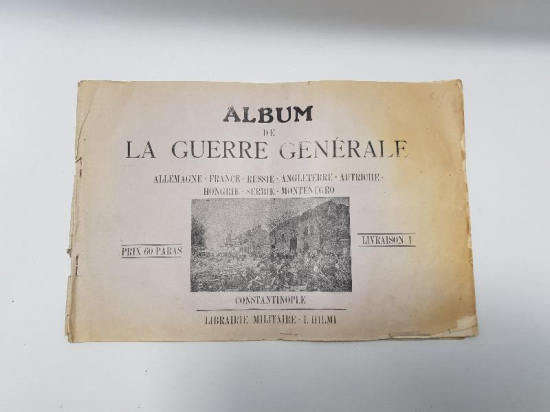 ALBUM
DE
LA GUERRE GÉNÉRALE
ALLEMAGNE - FRANCE - RUSSIE - ANGLETERRE - AUTRICHE -
HONGRIE - SERBIE - MONTENEGRO
PRIX 60 PARAS
LIVRAISON 1
CONSTANTINOPLE
LIBRAIRIE MILITAIRE - I. HILMI